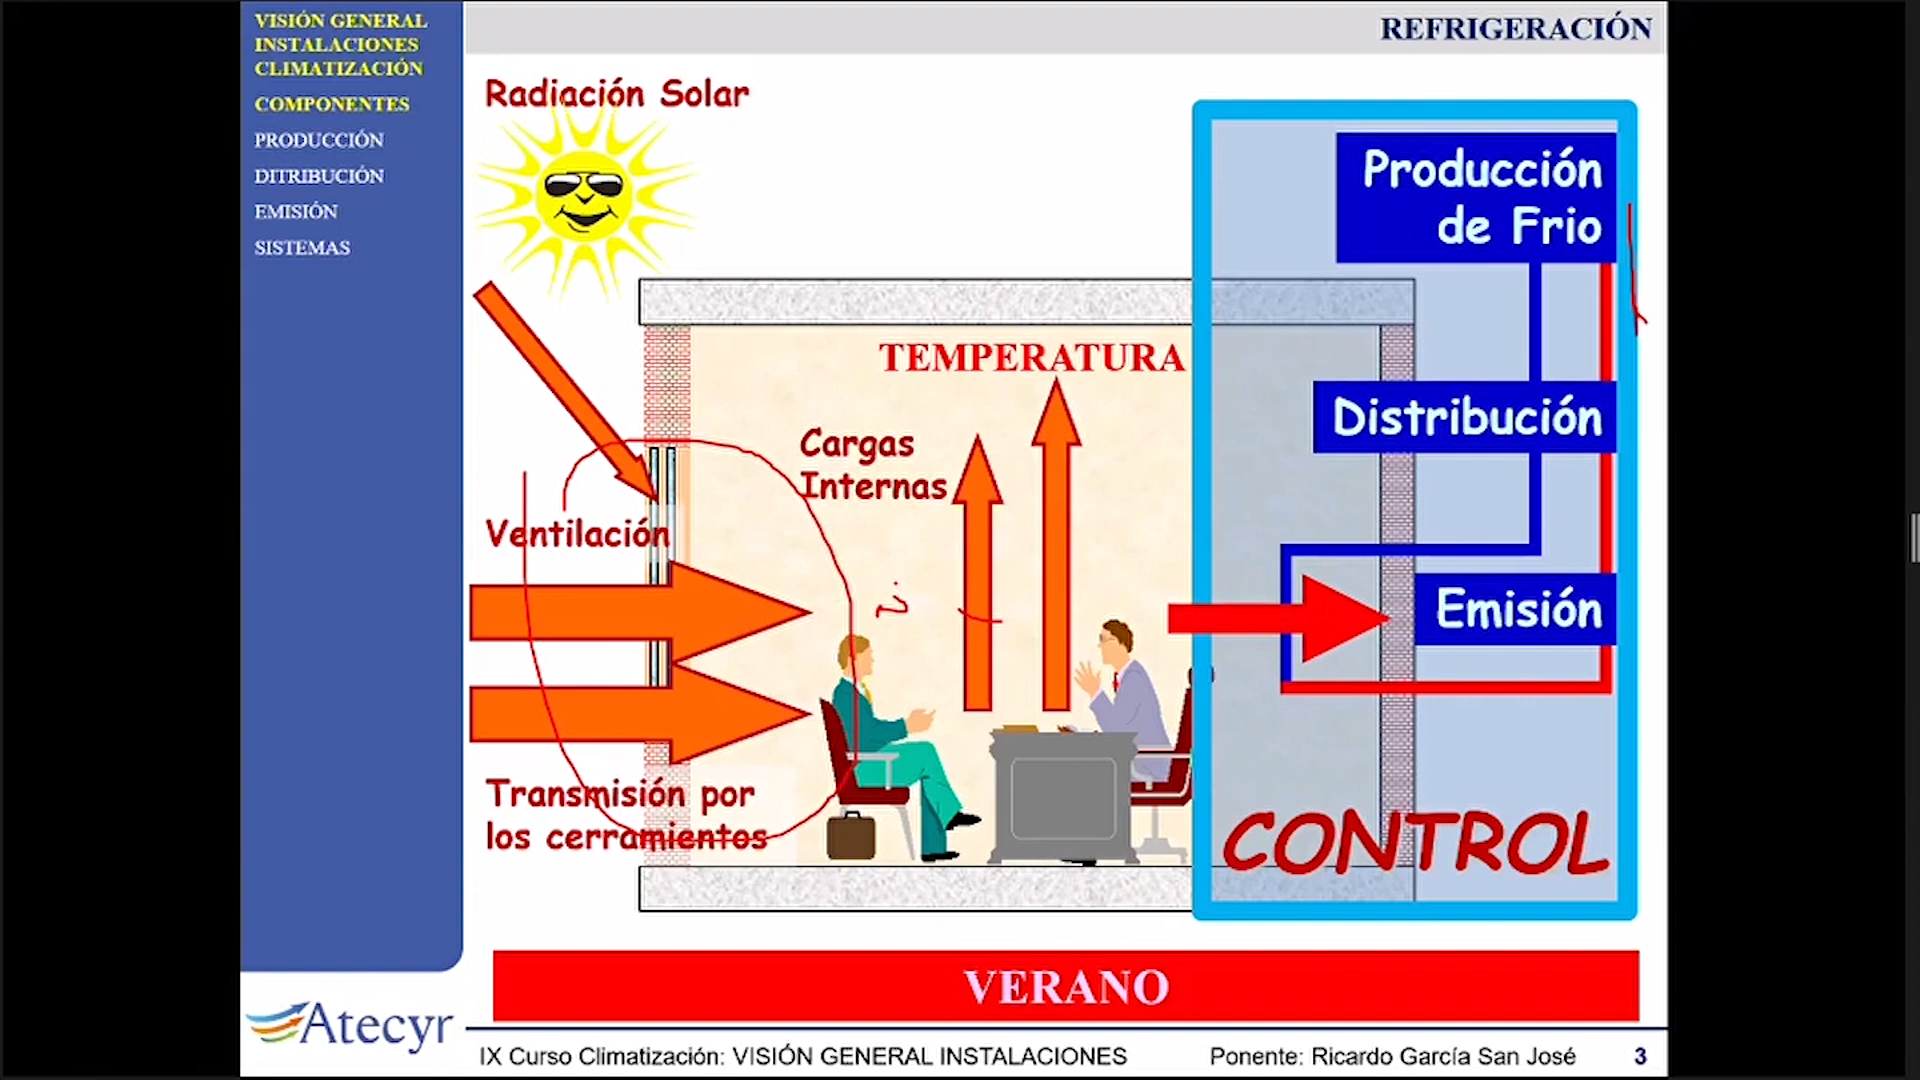 VISIÓN GENERAL
INSTALACIONES
CLIMATIZACIÓN
COMPONENTES
PRODUCCIÓN
DITRIBUCIÓN
EMISIÓN
SISTEMAS
REFRIGERACIÓN
Radiación Solar
Producción
de Frio
TEMPERATURA
Distribución
Cargas
Internas
Ventilación
Emisión
Transmisión por
los cerramientos
CONTROL
VERANO
Atecyr
IX Curso Climatización: VISIÓN GENERAL INSTALACIONES
Ponente: Ricardo García San José
3